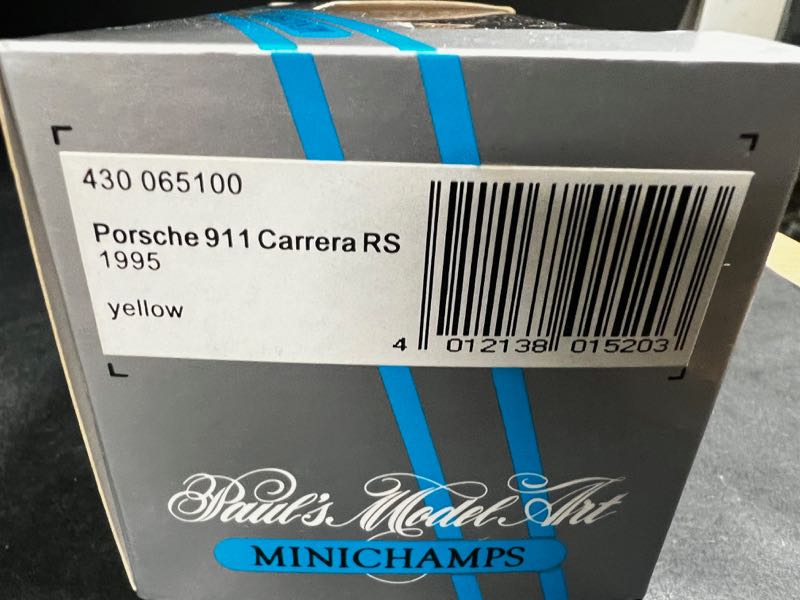 430 065100
Porsche 911 Carrera RS
1995
yellow
4 012138 015203
Paul's Model Art
MINICHAMPS